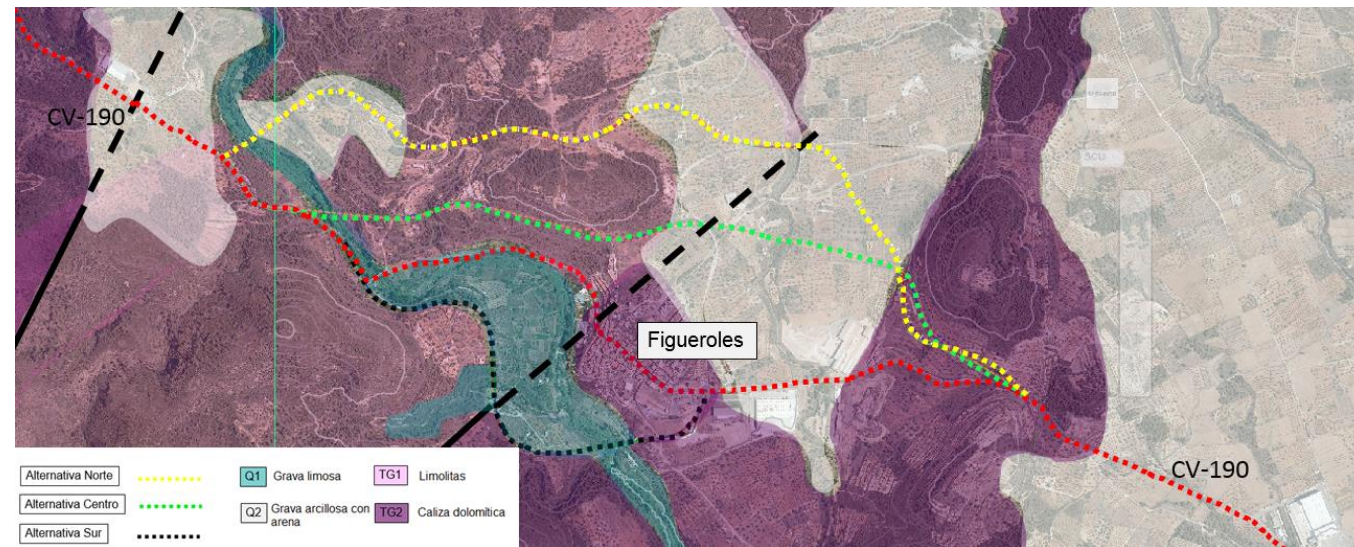 CV-190
Figueroles
CV-190
Alternativa Norte
Q1 Grava limosa
TG1 Limolitas
Alternativa Centro
Q2 Grava arcillosa con
arena
TG2 Caliza dolomítica
Alternativa Sur